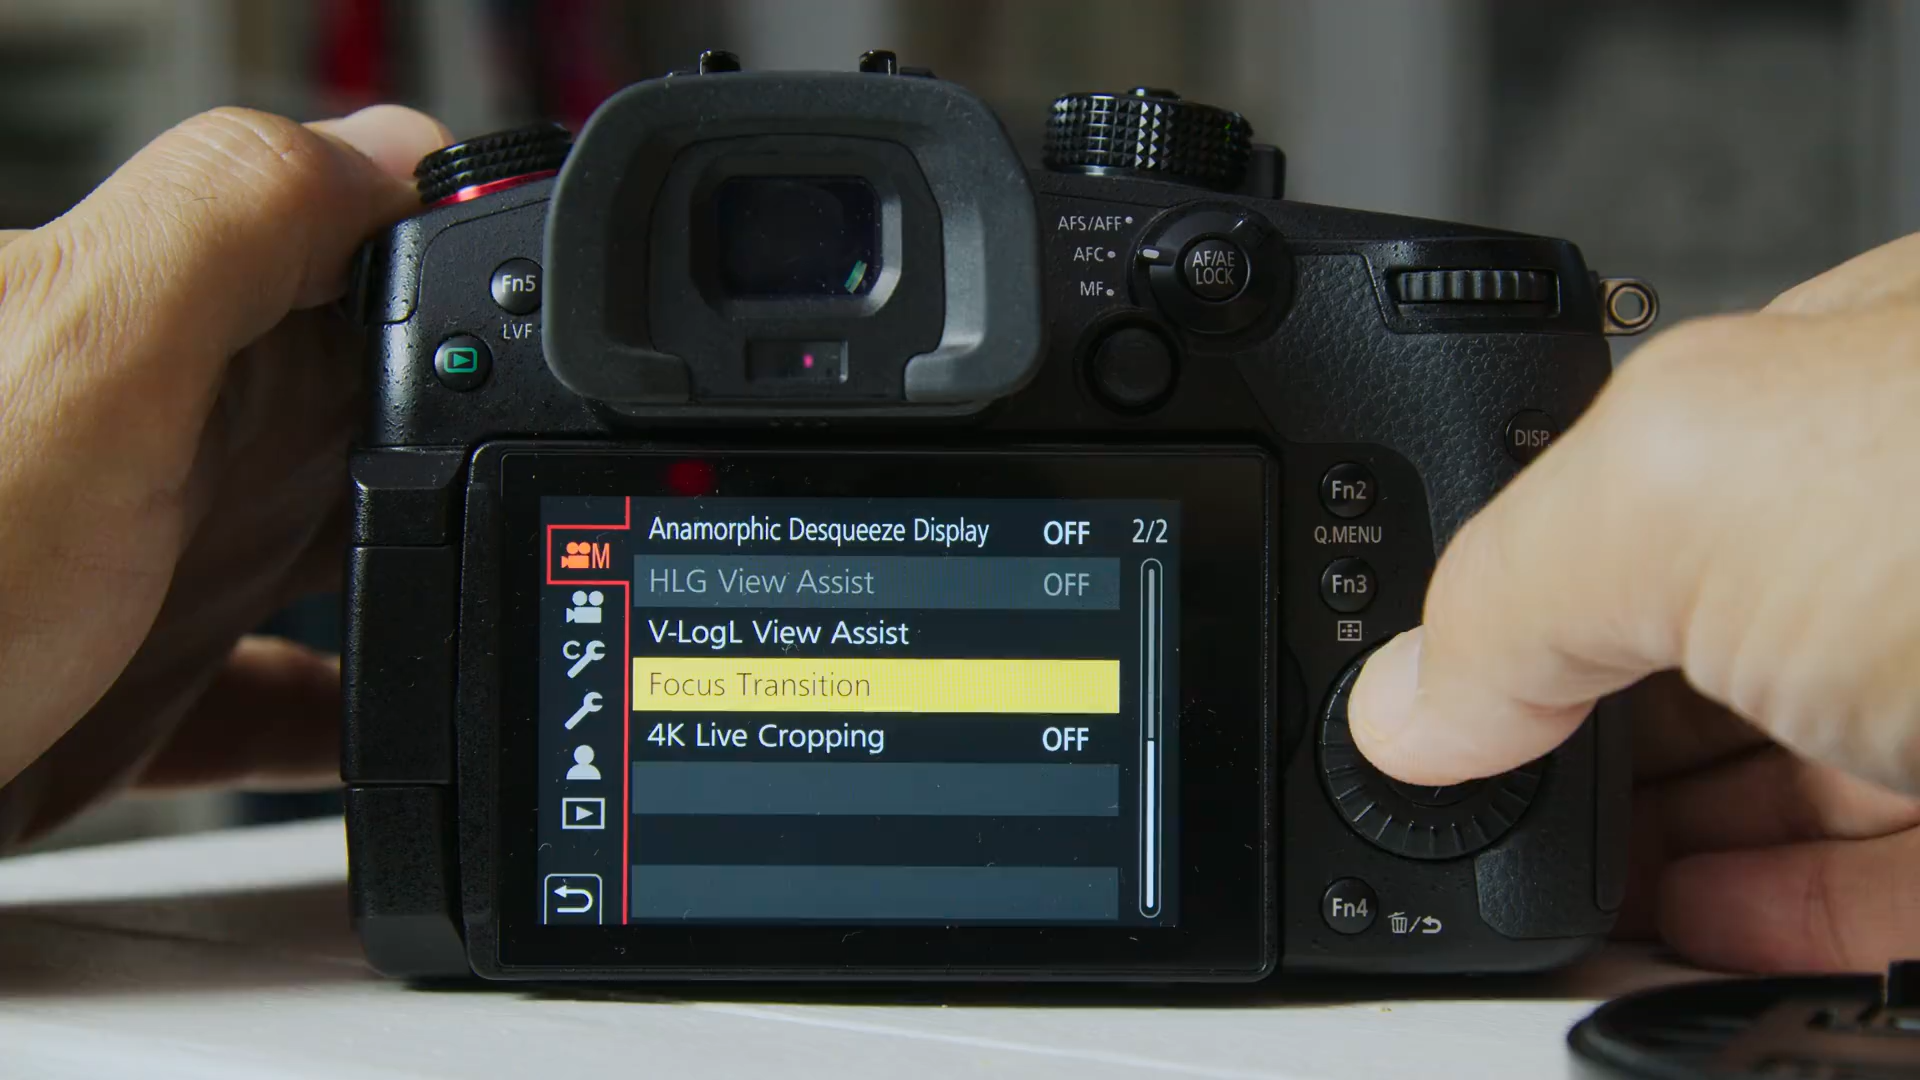 AFS/AFF
AFC
MF
AF/AE
LOCK
Fn5
LVF
DISP.
Fn2
Q.MENU
Fn3
Fn4
Anamorphic Desqueeze Display OFF 2/2
M
HLG View Assist OFF
V-LogL View Assist
C
Focus Transition
4K Live Cropping OFF